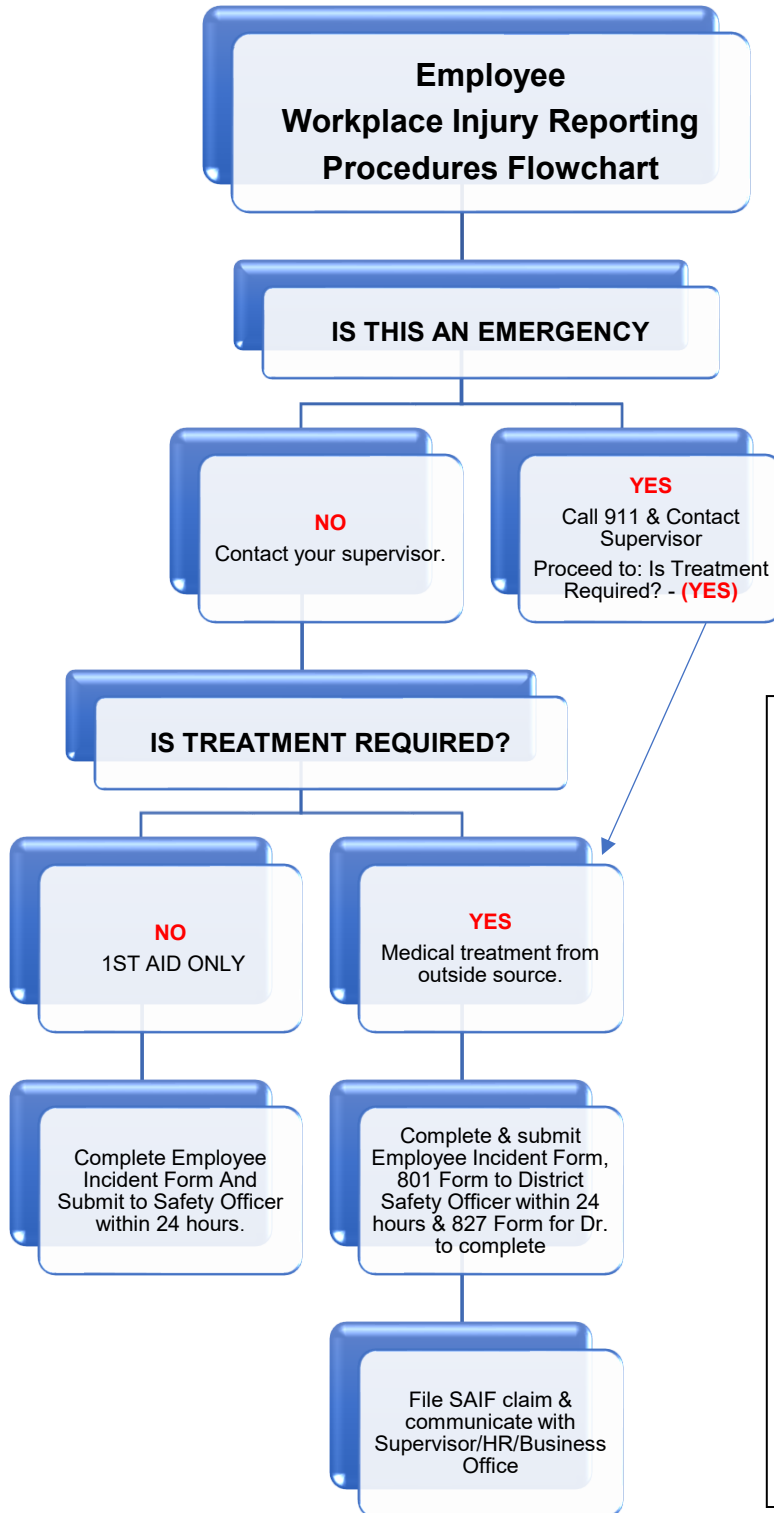 Employee
Workplace Injury Reporting
Procedures Flowchart
IS THIS AN EMERGENCY
NO
Contact your supervisor.
YES
Call 911 & Contact
Supervisor
Proceed to: Is Treatment
Required? - (YES)
IS TREATMENT REQUIRED?
NO
1ST AID ONLY
YES
Medical treatment from
outside source.
Complete Employee
Incident Form And
Submit to Safety Officer
within 24 hours.
Complete & submit
Employee Incident Form,
801 Form to District
Safety Officer within 24
hours & 827 Form for Dr.
to complete
File SAIF claim &
communicate with
Supervisor/HR/Business
Office